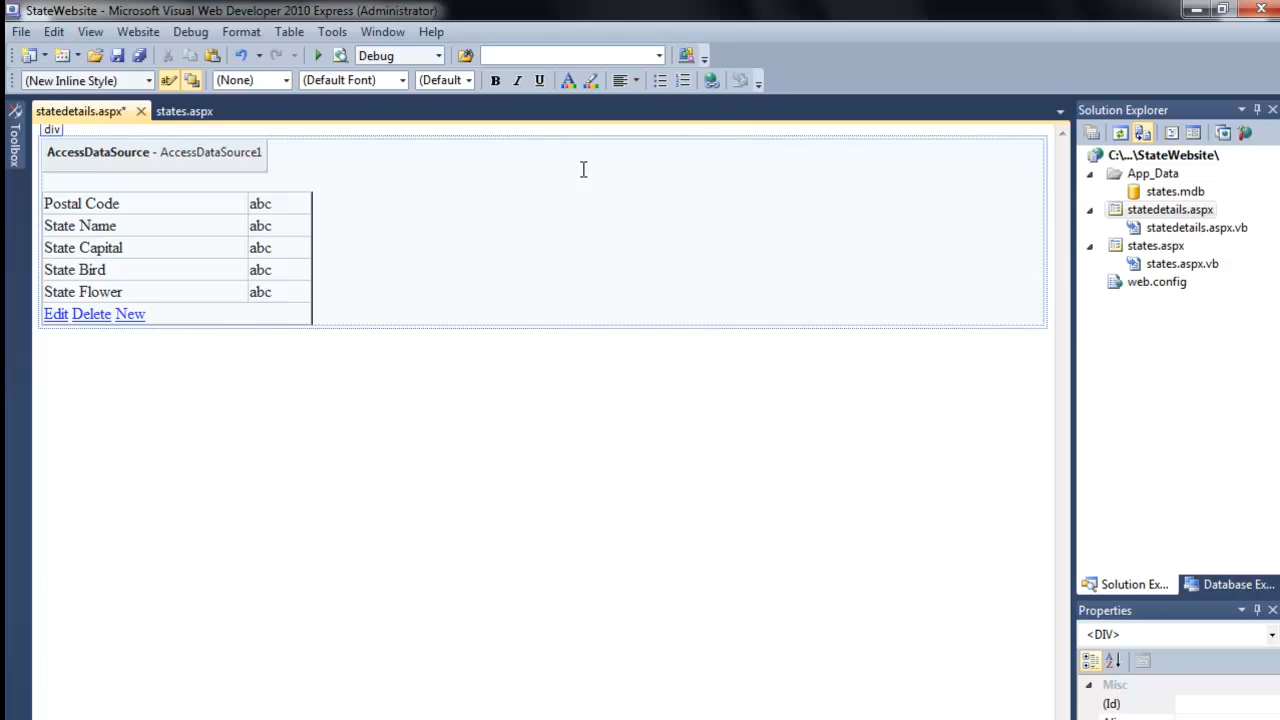 StateWebsite - Microsoft Visual Web Developer 2010 Express (Administrator)
File Edit View Website Debug Format Table Tools Window Help
Debug
(New Inline Style) (None) (Default Font) (Default B I U A
statedetails.aspx* states.aspx
div
AccessDataSource - AccessDataSource1
Postal Code abc
State Name abc
State Capital abc
State Bird abc
State Flower abc
Edit Delete New
Toolbox
Solution Explorer
C:\...\StateWebsite\
App_Data
states.mdb
statedetails.aspx
statedetails.aspx.vb
states.aspx
states.aspx.vb
web.config
Solution Ex... Database Ex...
Properties
<DIV>
Misc
(Id)